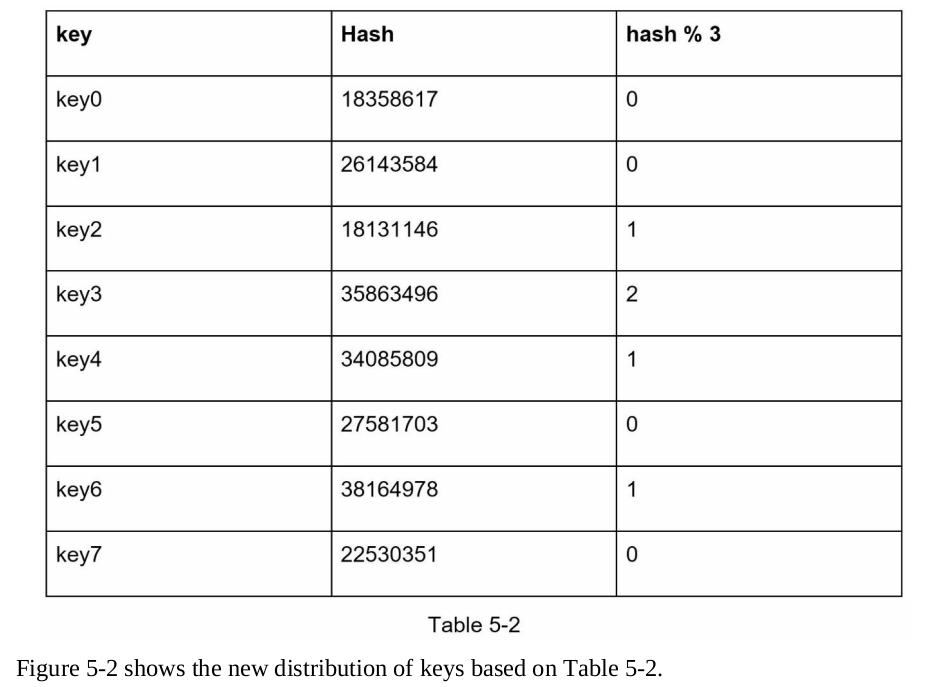 key Hash hash % 3
key0 18358617 0
key1 26143584 0
key2 18131146 1
key3 35863496 2
key4 34085809 1
key5 27581703 0
key6 38164978 1
key7 22530351 0
Table 5-2
Figure 5-2 shows the new distribution of keys based on Table 5-2.